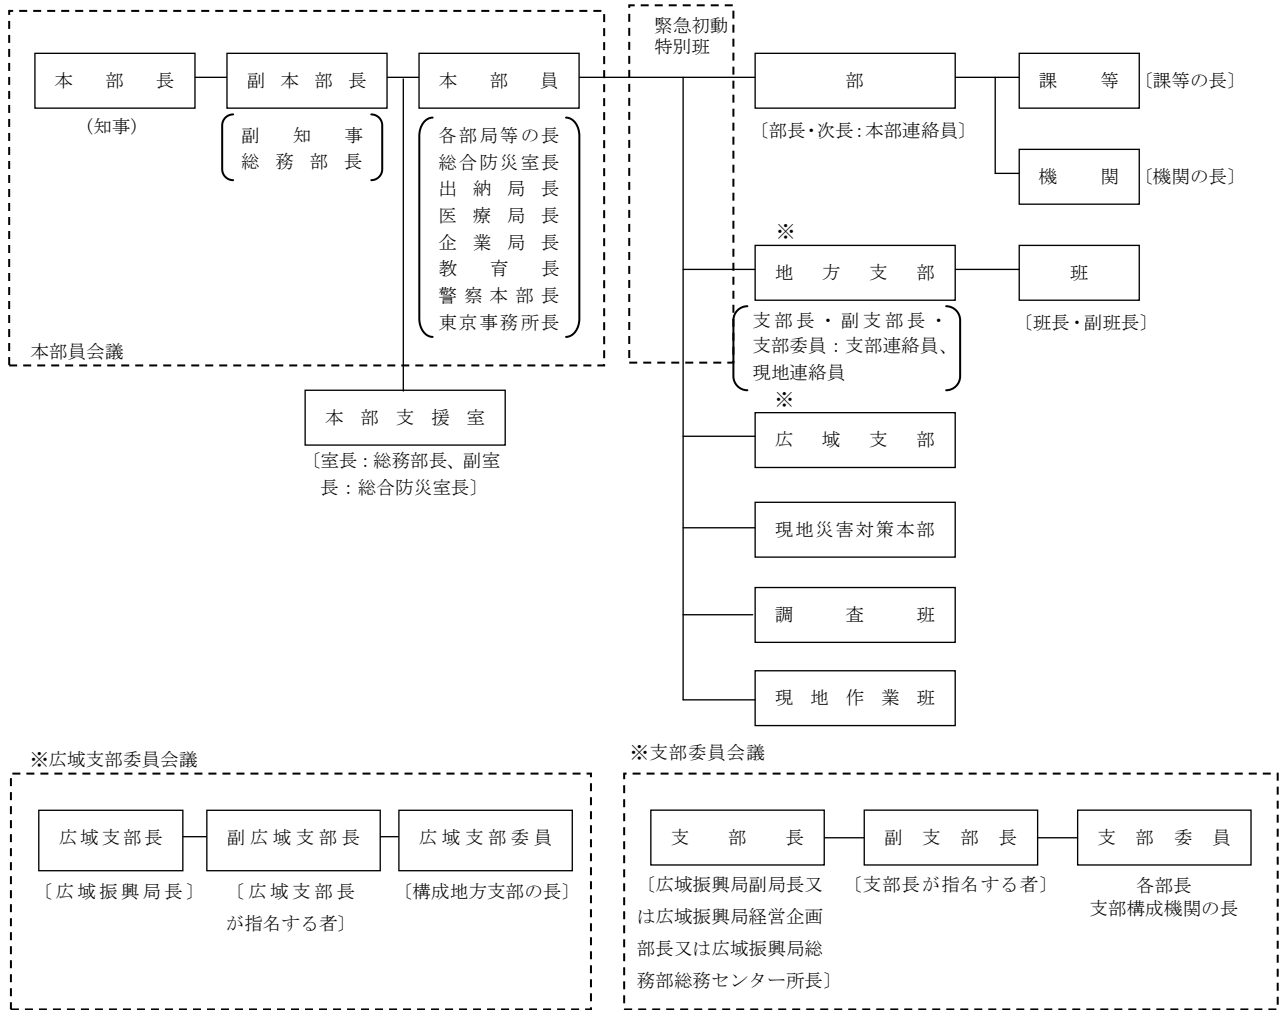 緊急初動
特別班
本部長
副本部長
本部員
部
課等
〔課等の長〕
(知事)
副知事
総務部長
各部局等の長
総合防災室長
出納局長
医療局長
企業局長
教育長
警察本部長
東京事務所長
〔部長・次長：本部連絡員〕
機関
〔機関の長〕
※
地方支部
班
支部長・副支部長・
支部委員：支部連絡員、
現地連絡員
〔班長・副班長〕
本部員会議
本部支援室
〔室長：総務部長、副室
長：総合防災室長〕
※
広域支部
現地災害対策本部
調査班
現地作業班
※広域支部委員会議
広域支部長
副広域支部長
広域支部委員
〔広域振興局長〕
〔広域支部長
が指名する者〕
〔構成地方支部の長〕
※支部委員会議
支部長
副支部長
支部委員
〔広域振興局副局長又
は広域振興局経営企画
部長又は広域振興局総
務部総務センター所長〕
〔支部長が指名する者〕
各部長
支部構成機関の長